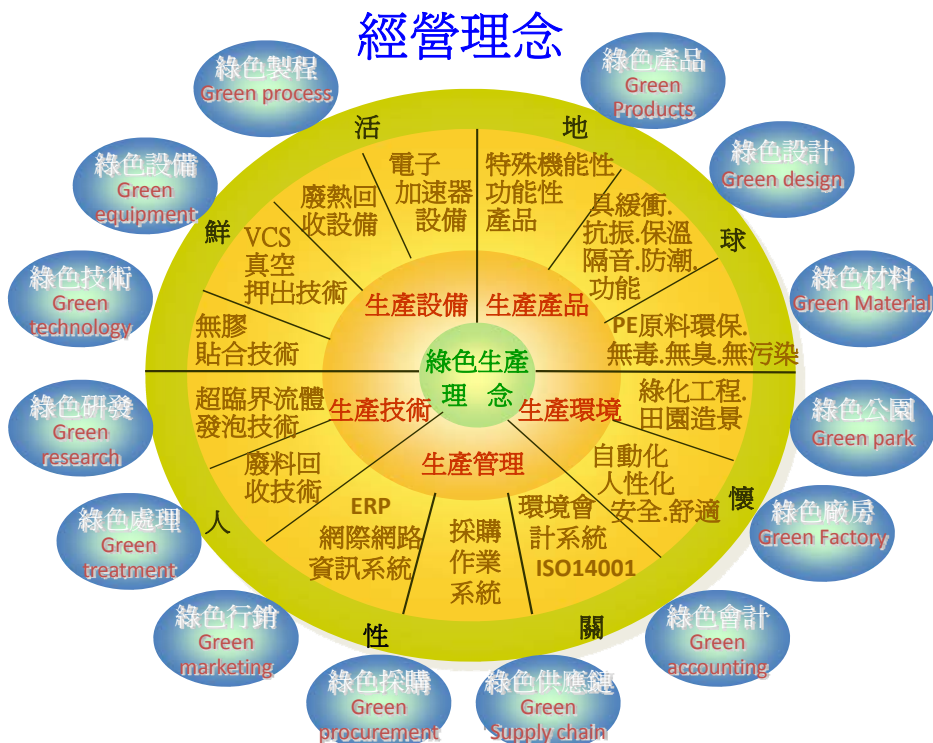 經營理念
綠色製程
Green process
綠色產品
Green
Products
綠色設備
Green
equipment
綠色設計
Green design
綠色技術
Green
technology
綠色材料
Green Material
綠色研發
Green
research
綠色公園
Green park
綠色處理
Green
treatment
綠色廠房
Green Factory
綠色行銷
Green
marketing
綠色會計
Green
accounting
綠色採購
Green
procurement
綠色供應鏈
Green
Supply chain
活
地
鮮
球
人
懷
性
關
電子
加速器
設備
特殊機能性
功能性
產品
廢熱回
收設備
具緩衝.
抗振.保溫
隔音.防潮.
功能
VCS
真空
押出技術
無膠
貼合技術
PE原料環保.
無毒.無臭.無污染
生產設備
生產產品
綠色生產
理 念
生產技術
生產環境
生產管理
超臨界流體
發泡技術
綠化工程.
田園造景
廢料回
收技術
自動化
人性化
安全.舒適
ERP
網際網路
資訊系統
採購
作業
系統
環境會
計系統
ISO14001